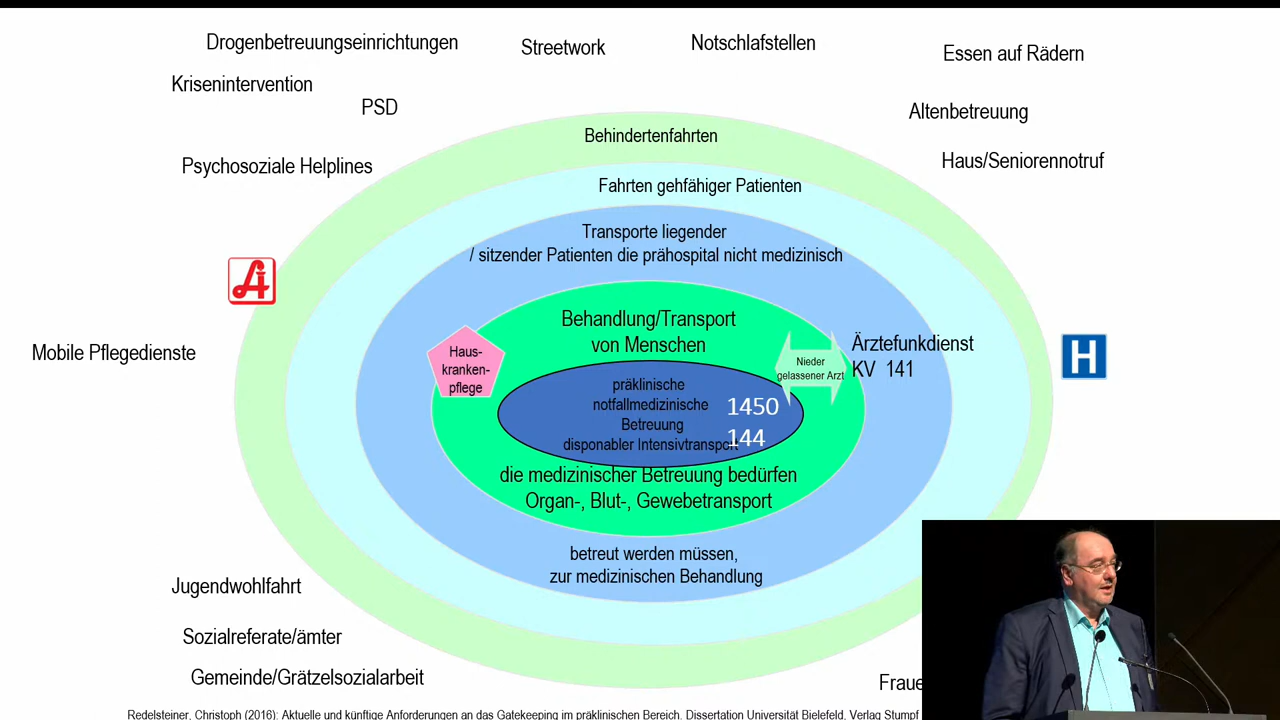 Drogenbetreuungseinrichtungen
Streetwork
Notschlafstellen
Essen auf Rädern
Krisenintervention
PSD
Altenbetreuung
Behindertenfahrten
Psychosoziale Helplines
Haus/Seniorennotruf
Fahrten gehfähiger Patienten
Transporte liegender
/ sitzender Patienten die prähospital nicht medizinisch
A
Behandlung/Transport
von Menschen
Mobile Pflegedienste
Haus-
kranken-
pflege
Nieder
gelassener Arzt
Ärztefunkdienst
KV 141
H
präklinische
notfallmedizinische
Betreuung
disponabler Intensivtransport
1450
144
die medizinischer Betreuung bedürfen
Organ-, Blut-, Gewebetransport
betreut werden müssen,
zur medizinischen Behandlung
Jugendwohlfahrt
Sozialreferate/ämter
Gemeinde/Grätzelsozialarbeit
Fraue
Redelsteiner, Christoph (2016): Aktuelle und künftige Anforderungen an das Gatekeeping im präklinischen Bereich. Dissertation Universität Bielefeld. Verlag Stumpf